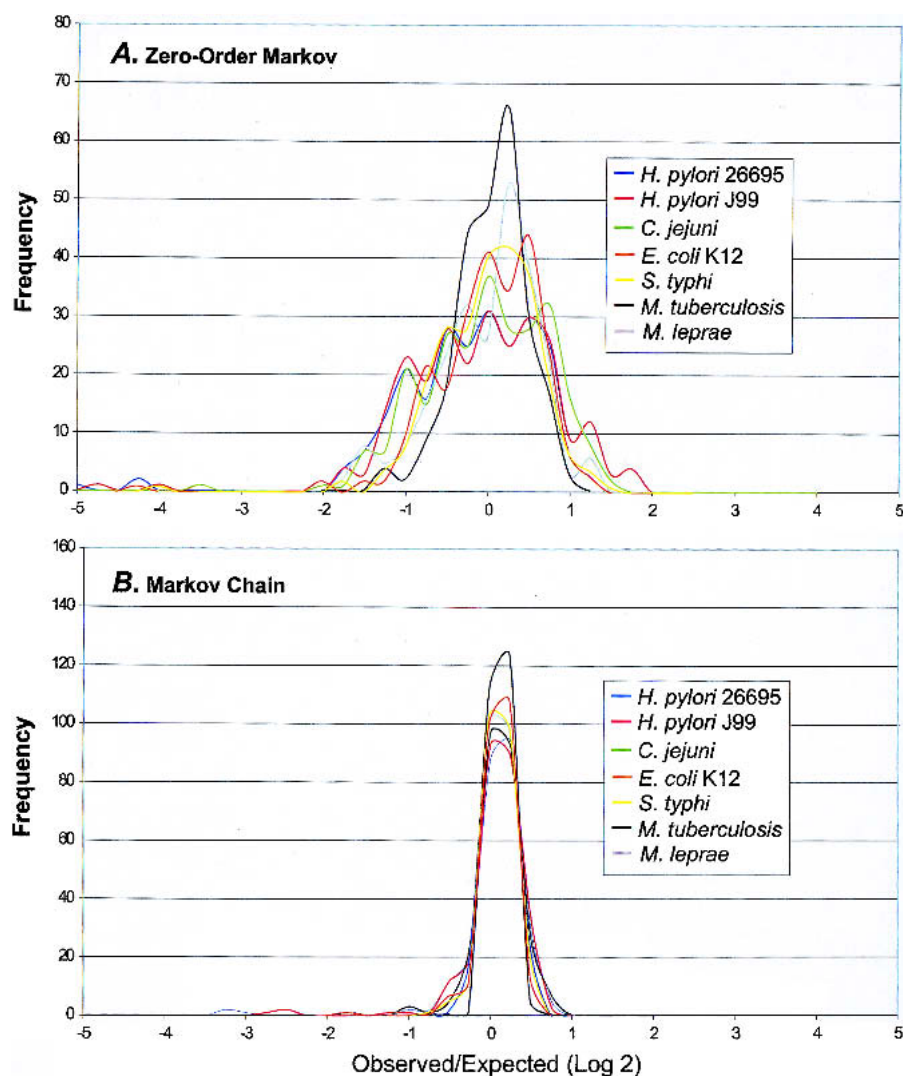 A. Zero-Order Markov
Frequency
80
70
60
50
40
30
20
10
0
-5
-4
-3
-2
-1
0
1
2
3
4
5
H. pylori 26695
H. pylori J99
C. jejuni
E. coli K12
S. typhi
M. tuberculosis
M. leprae
B. Markov Chain
Frequency
160
140
120
100
80
60
40
20
0
-5
-4
-3
-2
-1
0
1
2
3
4
5
H. pylori 26695
H. pylori J99
C. jejuni
E. coli K12
S. typhi
M. tuberculosis
M. leprae
Observed/Expected (Log 2)